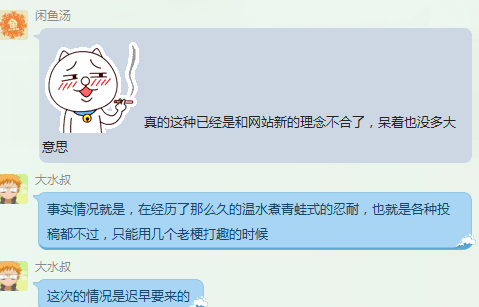 闲鱼汤
真的这种已经是和网站新的理念不合了，呆着也没多大
意思
大水叔
事实情况就是，在经历了那么久的温水煮青蛙式的忍耐，也就是各种投
稿都不过，只能用几个老梗打趣的时候
大水叔
这次的情况是迟早要来的